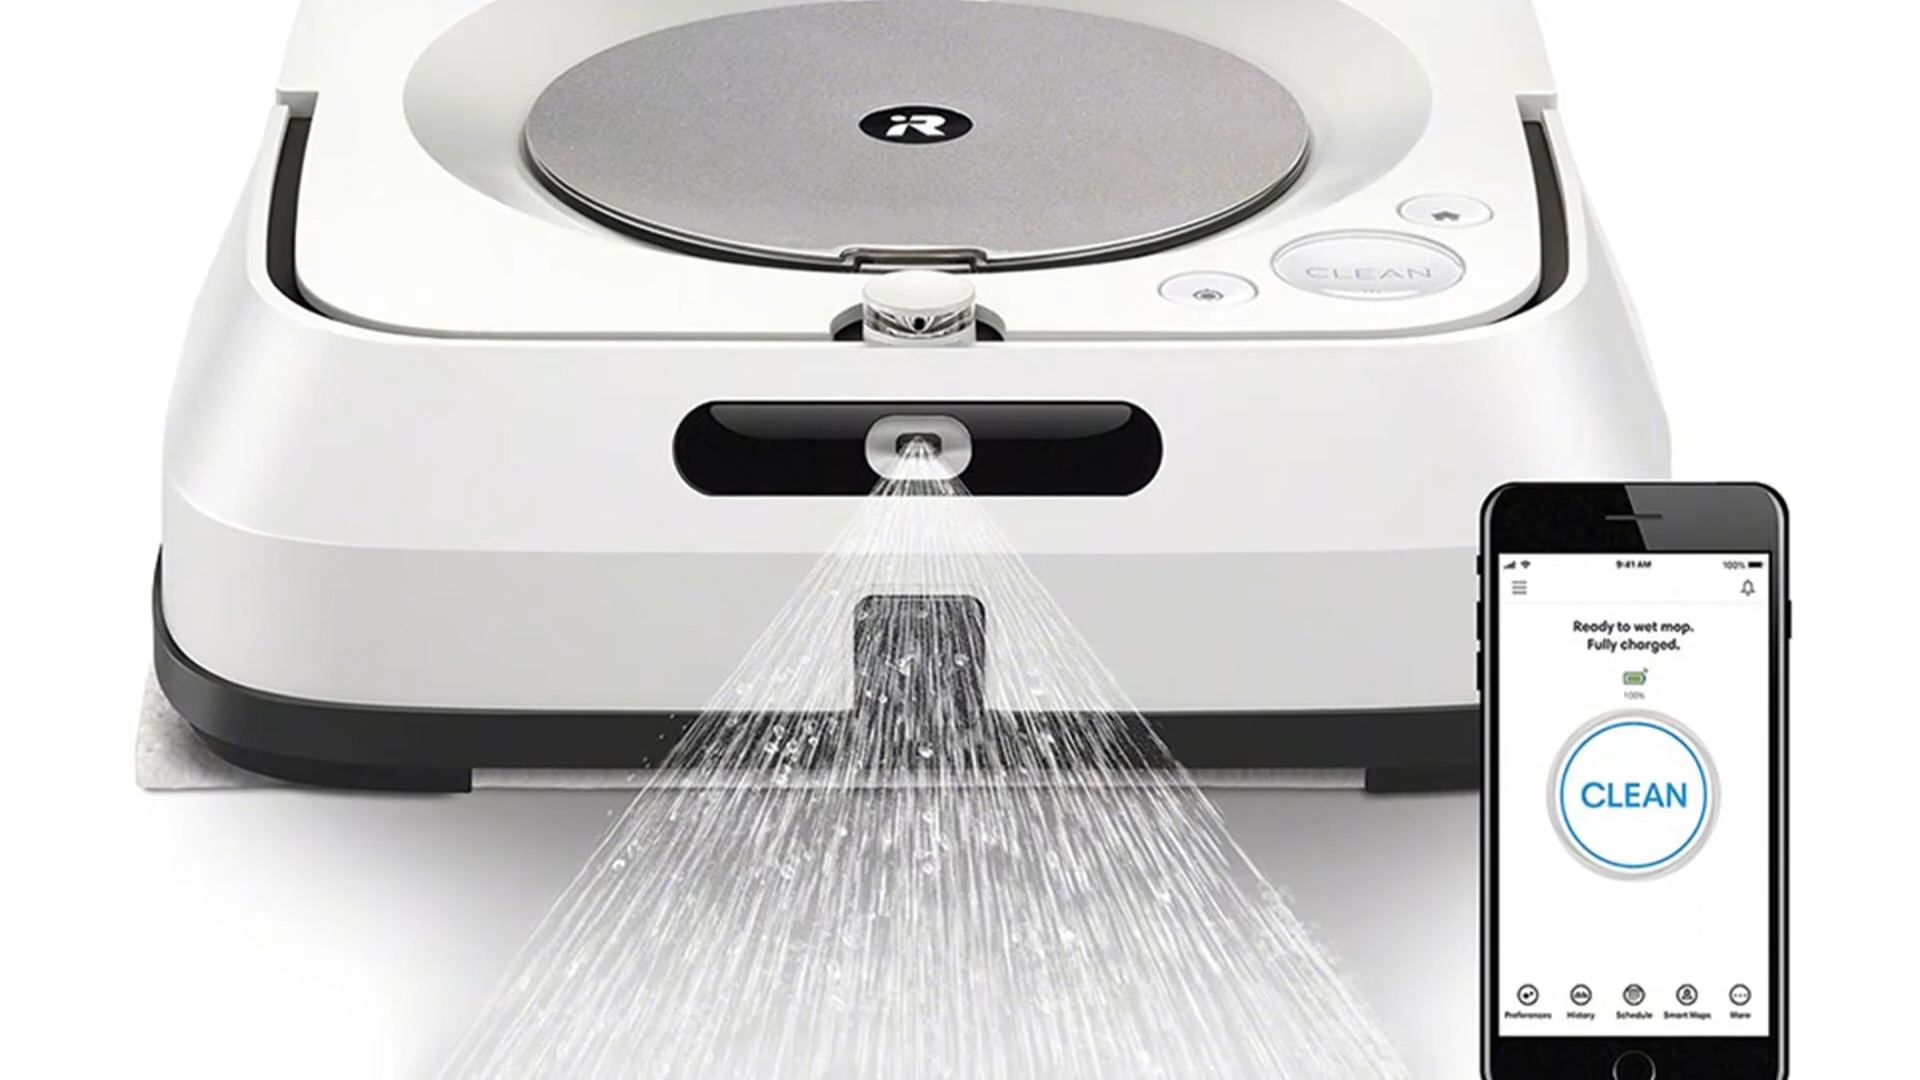 iR
CLEAN
9:41 AM
100%
Ready to wet mop.
Fully charged.
100%
CLEAN
Preferences
History
Schedule
Smart Maps
More